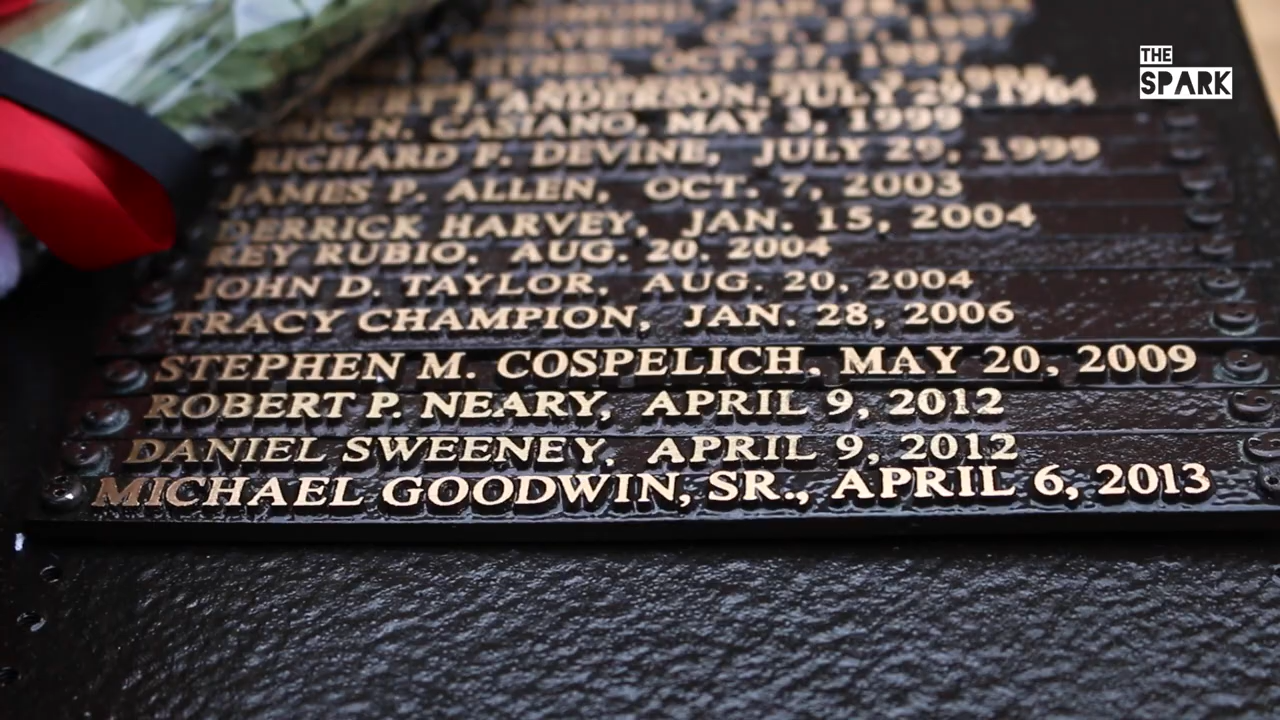 OCT. 27, 1997
ANDERSON, JULY 29, 1964
ERIC N. CASIANO, MAY 3, 1999
RICHARD F. DEVINE, JULY 29, 1999
JAMES P. ALLEN, OCT. 7, 2003
DERRICK HARVEY, JAN. 15, 2004
REY RUBIO, AUG. 20, 2004
JOHN D. TAYLOR, AUG. 20, 2004
TRACY CHAMPION, JAN. 28, 2006
STEPHEN M. COSPELICH, MAY 20, 2009
ROBERT P. NEARY, APRIL 9, 2012
DANIEL SWEENEY, APRIL 9, 2012
MICHAEL GOODWIN, SR., APRIL 6, 2013
THE
SPARK